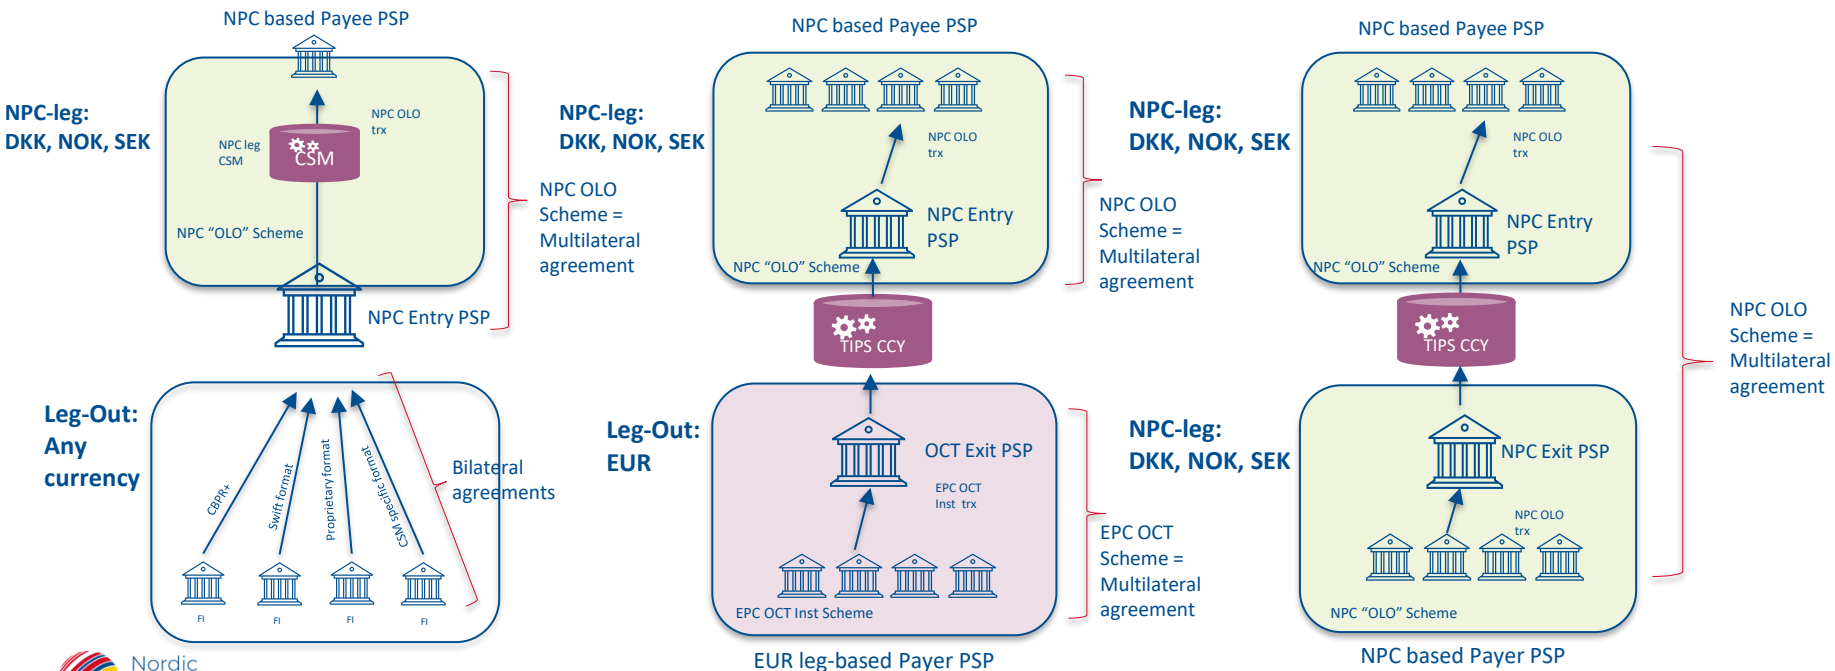 NPC based Payee PSP
NPC-leg:
DKK, NOK, SEK
NPC OLO
trx
NPC leg
CSM
CSM
NPC "OLO" Scheme
NPC Entry PSP
NPC OLO
Scheme =
Multilateral
agreement
Leg-Out:
Any
currency
CBPR+
Swift format
Proprietary format
CSM specific format
Bilateral
agreements
FI
FI
FI
FI
Nordic
NPC based Payee PSP
NPC-leg:
DKK, NOK, SEK
NPC OLO
trx
NPC Entry
PSP
NPC "OLO" Scheme
NPC OLO
Scheme =
Multilateral
agreement
TIPS CCY
Leg-Out:
EUR
OCT Exit PSP
EPC OCT
Inst trx
EPC OCT Inst Scheme
EPC OCT
Scheme =
Multilateral
agreement
EUR leg-based Payer PSP
NPC based Payee PSP
NPC-leg:
DKK, NOK, SEK
NPC OLO
trx
NPC Entry
PSP
NPC "OLO" Scheme
TIPS CCY
NPC OLO
Scheme =
Multilateral
agreement
NPC-leg:
DKK, NOK, SEK
NPC Exit PSP
NPC OLO
trx
NPC "OLO" Scheme
NPC based Payer PSP